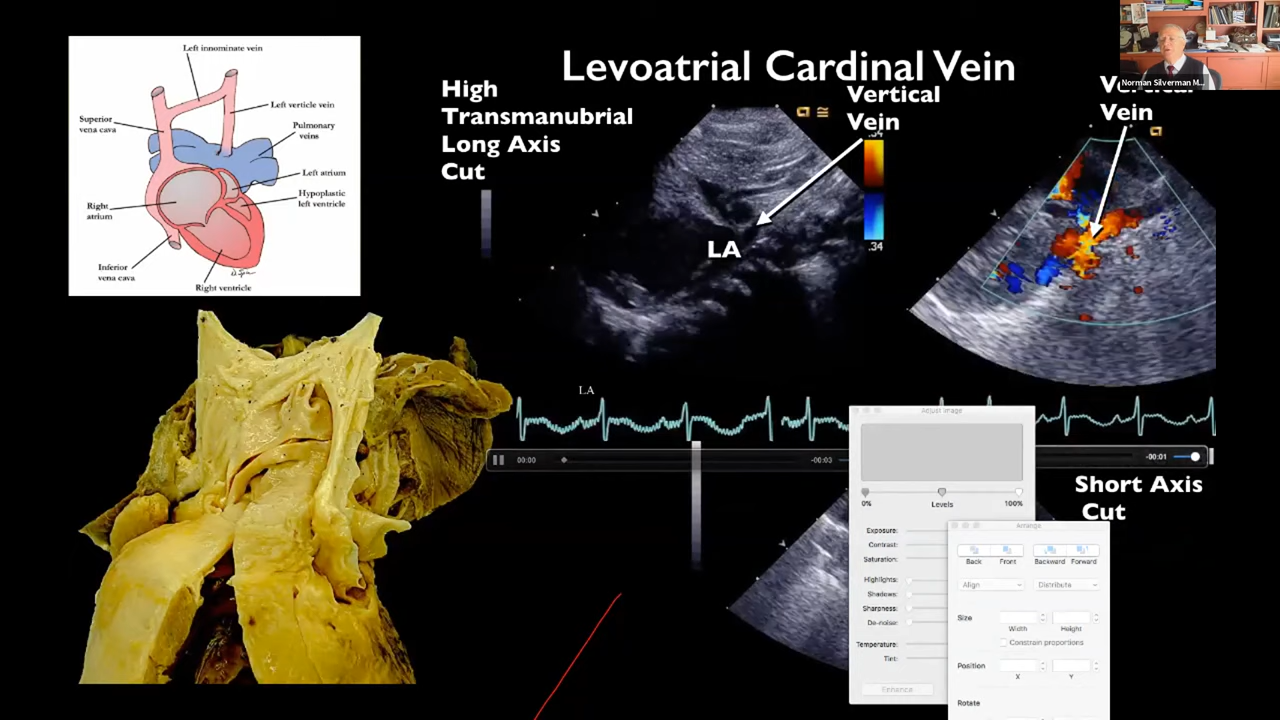 Levoatrial Cardinal Vein
Norman Silverman M...
Left innominate vein
Left verticle vein
Superior
vena cava
Pulmonary
veins
Left atrium
Hypoplastic
left ventricle
Right
atrium
Inferior
vena cava
Right ventricle
High
Transmanubrial
Long Axis
Cut
Vertical
Vein
LA
.34
.34
Vertical
Vein
LA
00:00
-00:03
-00:01
Short Axis
Cut
Adjust Image
0%
Levels
100%
Exposure:
Contrast:
Saturation:
Highlights:
Shadows:
Sharpness:
De-noise:
Temperature:
Tint:
Enhance
Arrange
Back
Front
Backward
Forward
Align
Distribute
Size
Width
Height
Constrain proportions
Position
X
Y
Rotate